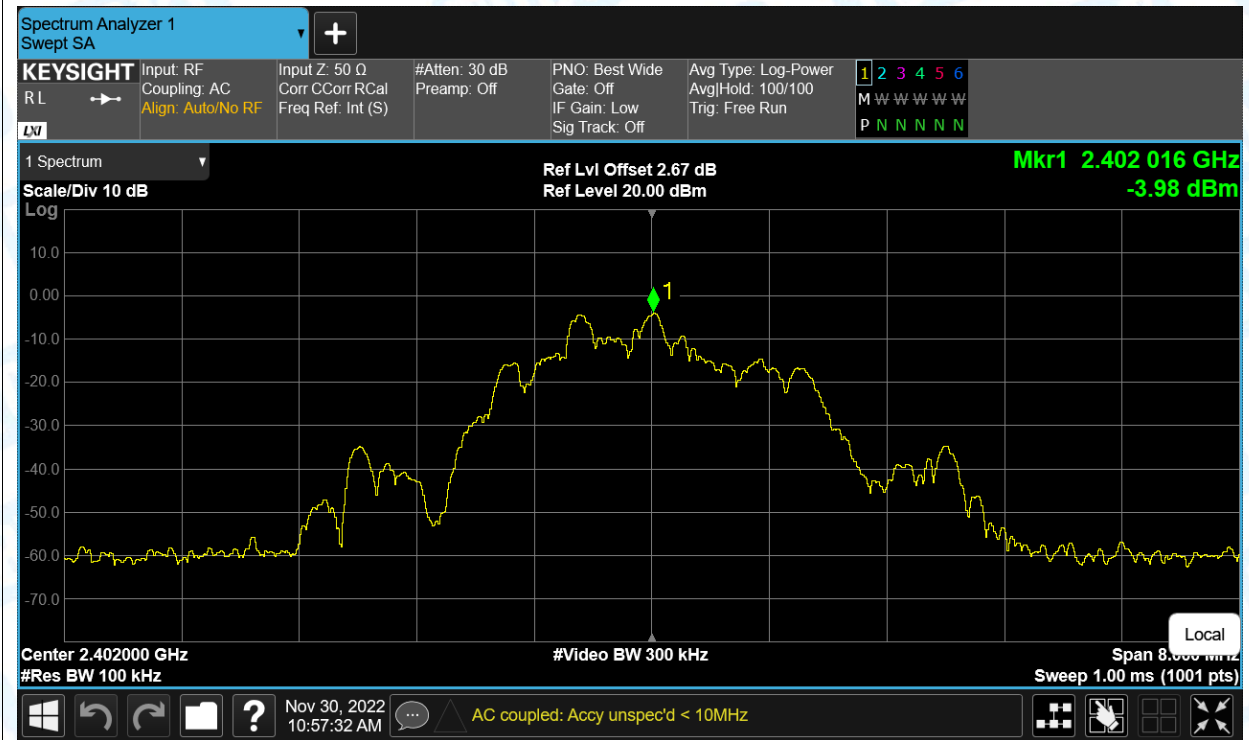 Spectrum Analyzer 1
Swept SA
KEYSIGHT
R L
LXI
Input: RF
Coupling: AC
Align: Auto/No RF
Input Z: 50 Ω
Corr CCorr RCal
Freq Ref: Int (S)
#Atten: 30 dB
Preamp: Off
PNO: Best Wide
Gate: Off
IF Gain: Low
Sig Track: Off
Avg Type: Log-Power
Avg|Hold: 100/100
Trig: Free Run
1 2 3 4 5 6
M W W W W W W
P N N N N N N
1 Spectrum
Scale/Div 10 dB
Ref Lvl Offset 2.67 dB
Ref Level 20.00 dBm
Mkr1 2.402 016 GHz
-3.98 dBm
Log
10.0
0.00
-10.0
-20.0
-30.0
-40.0
-50.0
-60.0
-70.0
1
Local
Center 2.402000 GHz
#Video BW 300 kHz
Span 8.000 MHz
#Res BW 100 kHz
Sweep 1.00 ms (1001 pts)
?
Nov 30, 2022
10:57:32 AM
AC coupled: Accy unspec'd < 10MHz